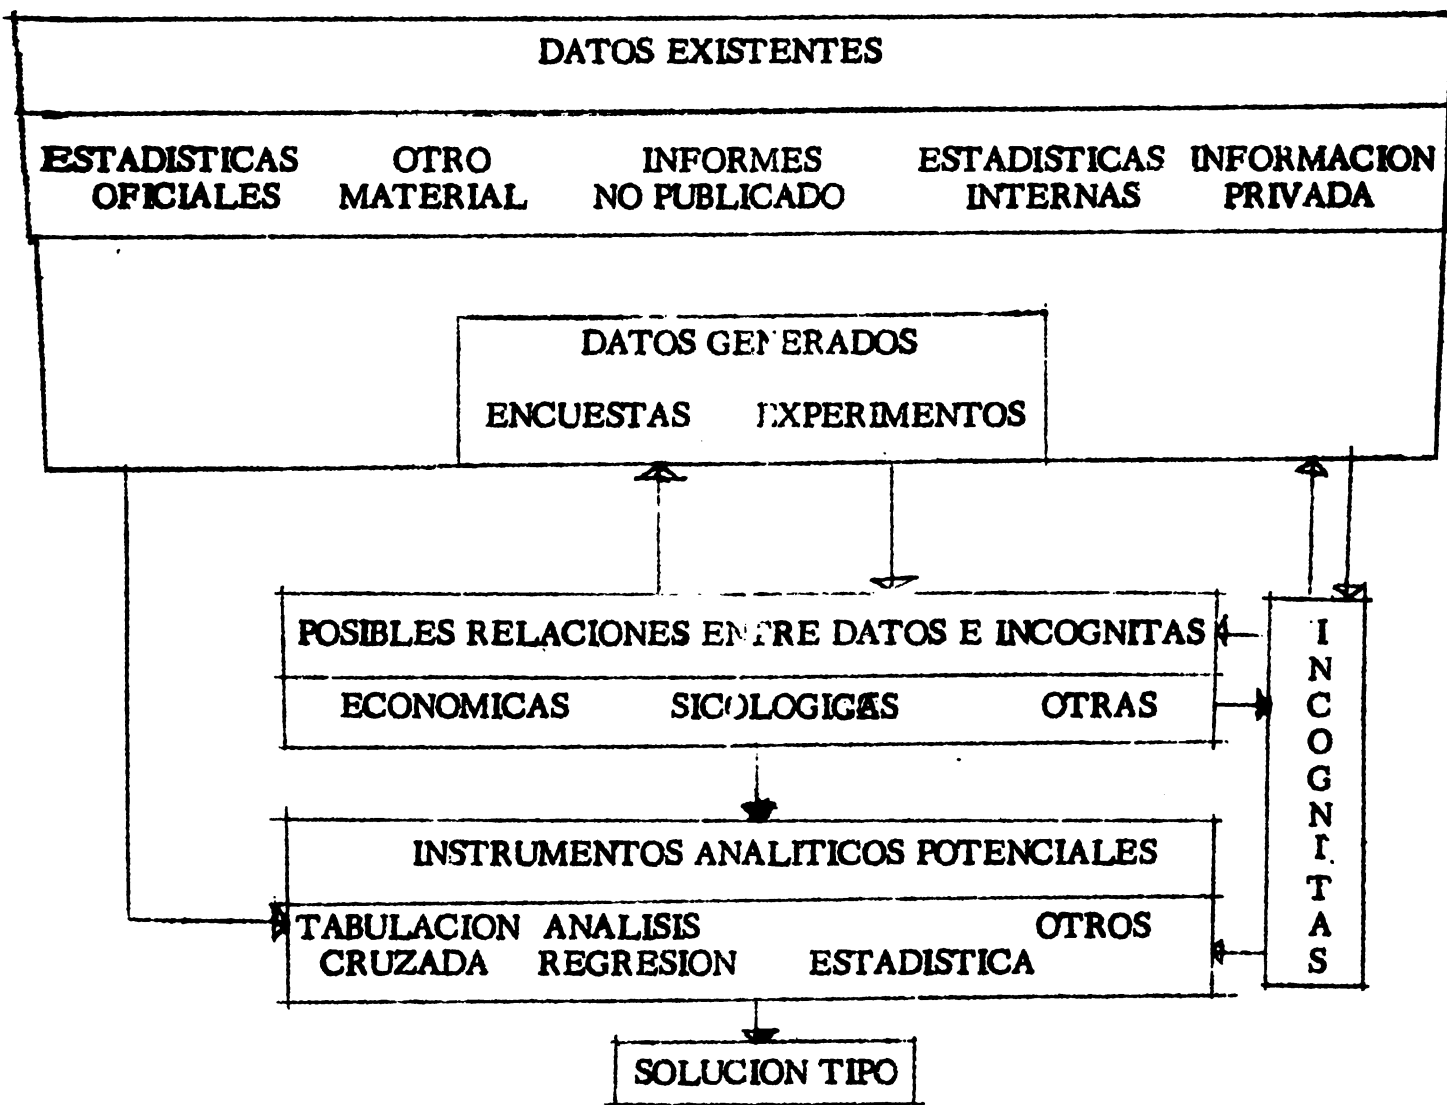 DATOS EXISTENTES
ESTADISTICAS OTRO INFORMES ESTADISTICAS INFORMACION
OFICIALES MATERIAL NO PUBLICADO INTERNAS PRIVADA
DATOS GENERADOS
ENCUESTAS EXPERIMENTOS
POSIBLES RELACIONES ENTRE DATOS E INCOGNITAS
ECONOMICAS SICOLOGICAS OTRAS
INCOGNITAS
INSTRUMENTOS ANALITICOS POTENCIALES
TABULACION ANALISIS OTROS
CRUZADA REGRESION ESTADISTICA
SOLUCION TIPO